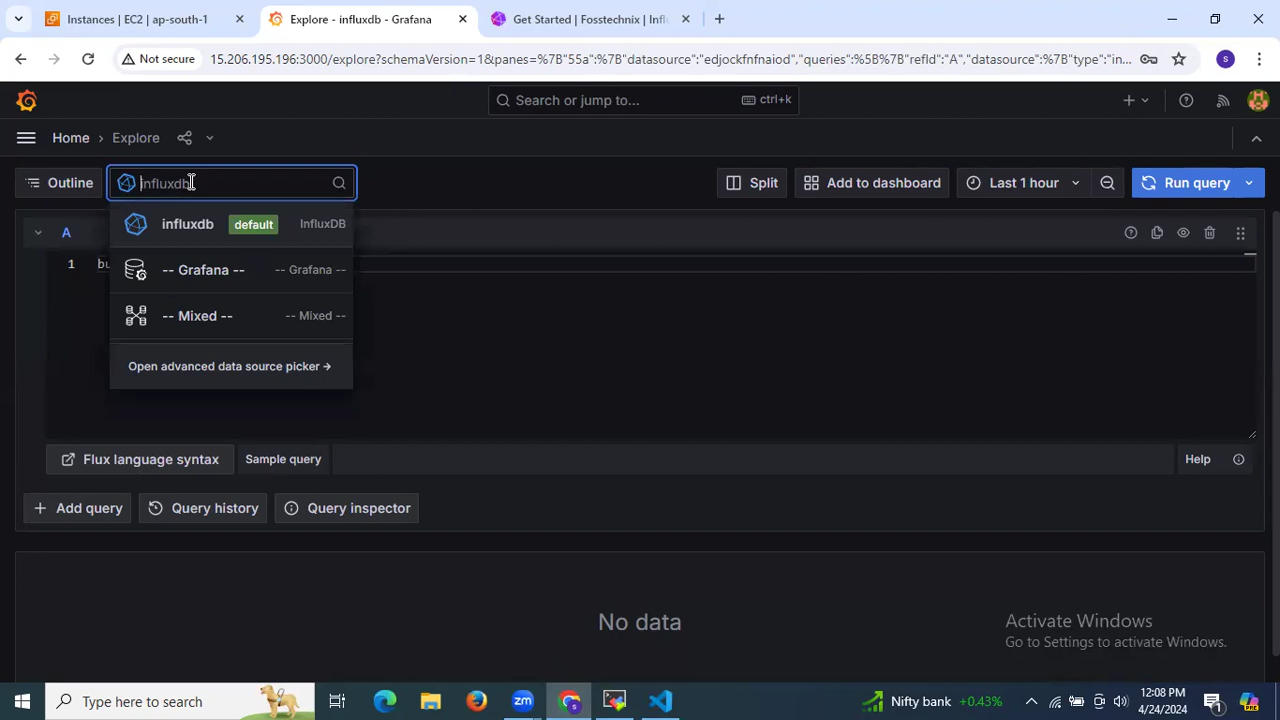 Instances | EC2 | ap-south-1
Explore - influxdb - Grafana
Get Started | Fosstechnix | Infl
Not secure
15.206.195.196:3000/explore?schemaVersion=1&panes=%7B"55a":%7B"datasource":"edjockfnfnaiod","queries":%5B%7B"refId":"A","datasource":%7B"type":"in...
s
Search or jump to...
ctrl+k
Home > Explore
Outline
influxdb
Split
Add to dashboard
Last 1 hour
Run query
influxdb default InfluxDB
A
1 bu
-- Grafana -- -- Grafana --
-- Mixed -- -- Mixed --
Open advanced data source picker →
Flux language syntax
Sample query
Help
Add query
Query history
Query inspector
No data
Activate Windows
Go to Settings to activate Windows.
Type here to search
zm
Nifty bank +0.43%
12:08 PM
4/24/2024
1
PRE